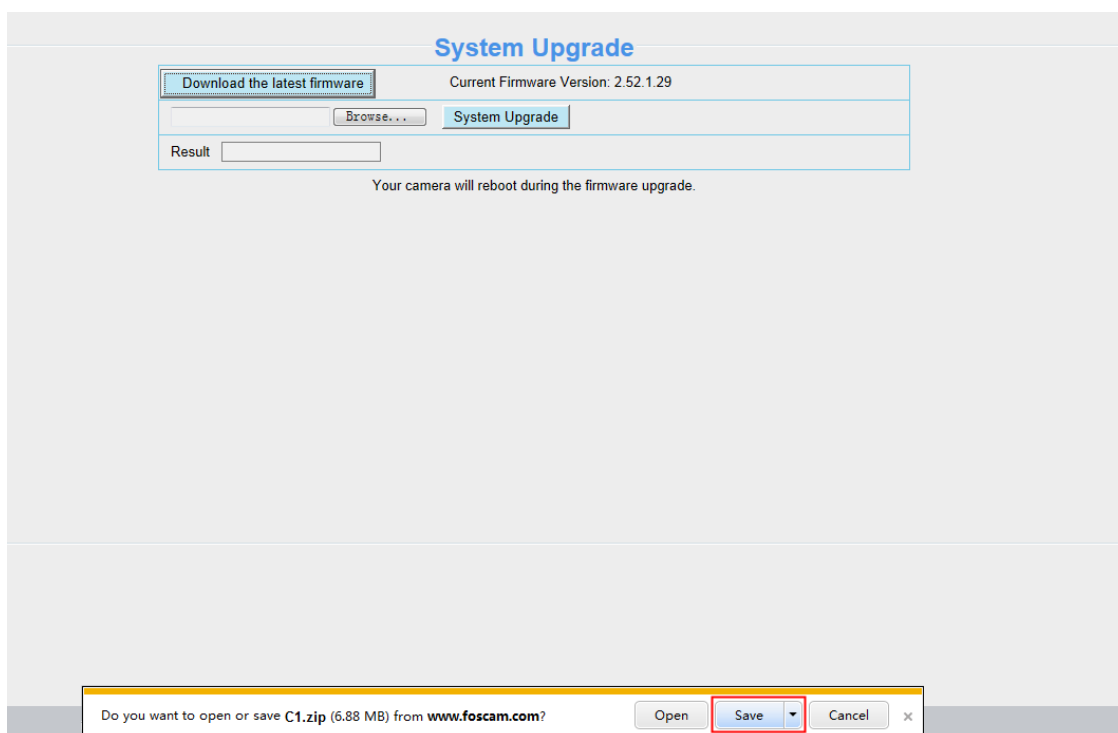 System Upgrade
Download the latest firmware Current Firmware Version: 2.52.1.29
Browse... System Upgrade
Result
Your camera will reboot during the firmware upgrade.
Do you want to open or save C1.zip (6.88 MB) from www.foscam.com? Open Save Cancel ×